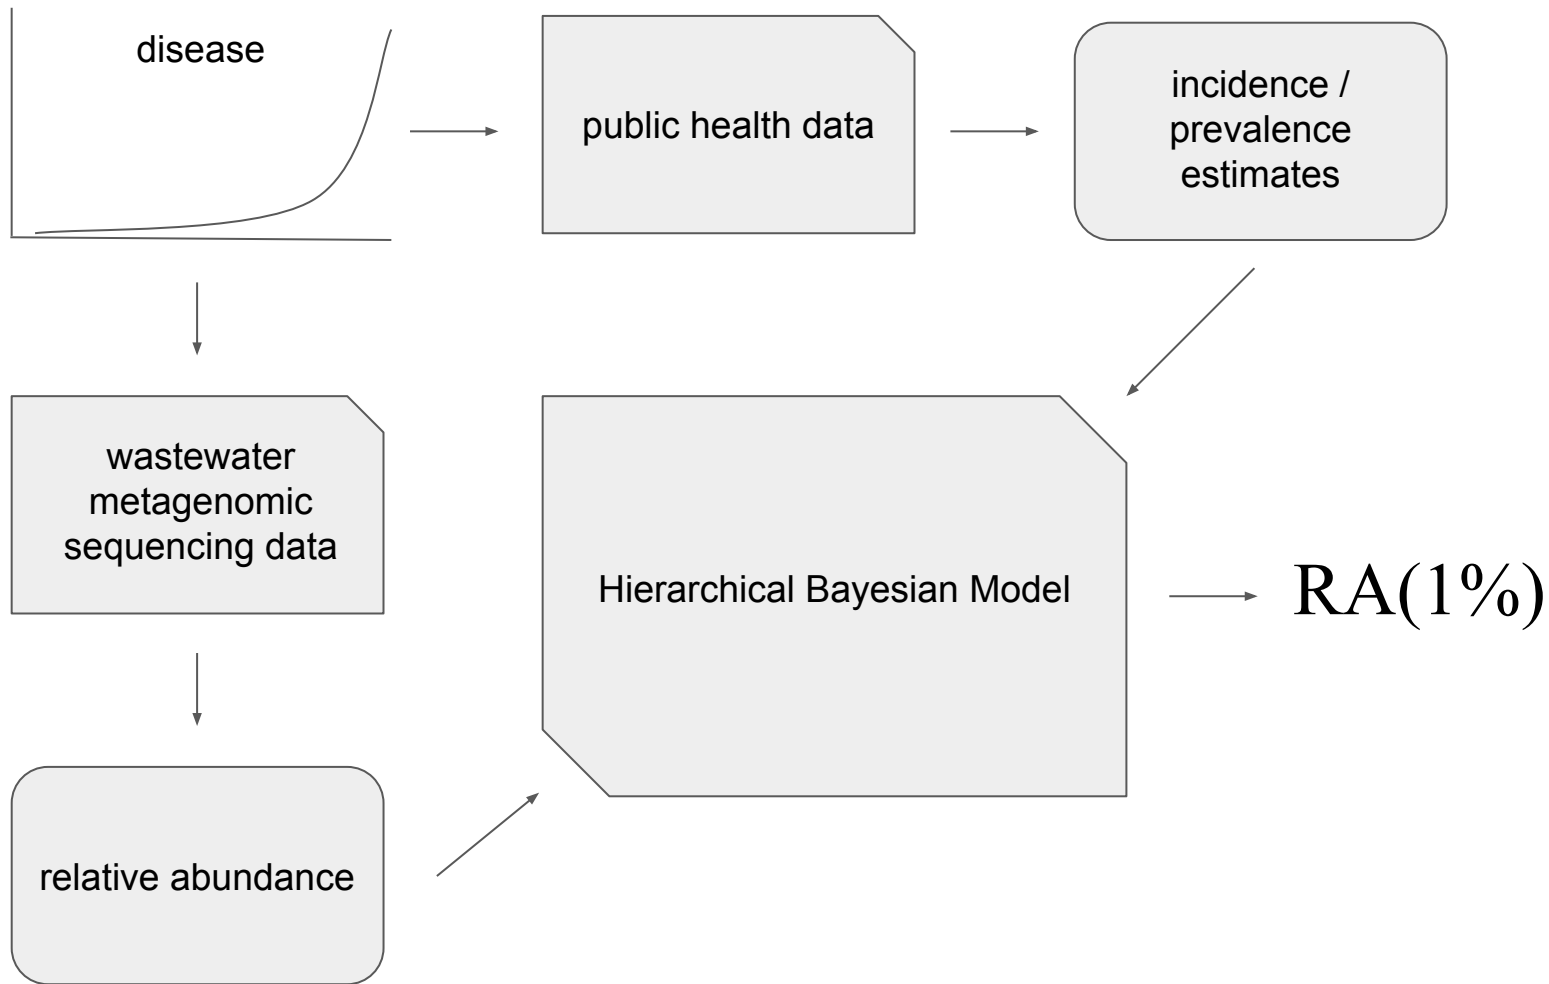 disease
public health data
incidence /
prevalence
estimates
wastewater
metagenomic
sequencing data
Hierarchical Bayesian Model
RA(1%)
relative abundance